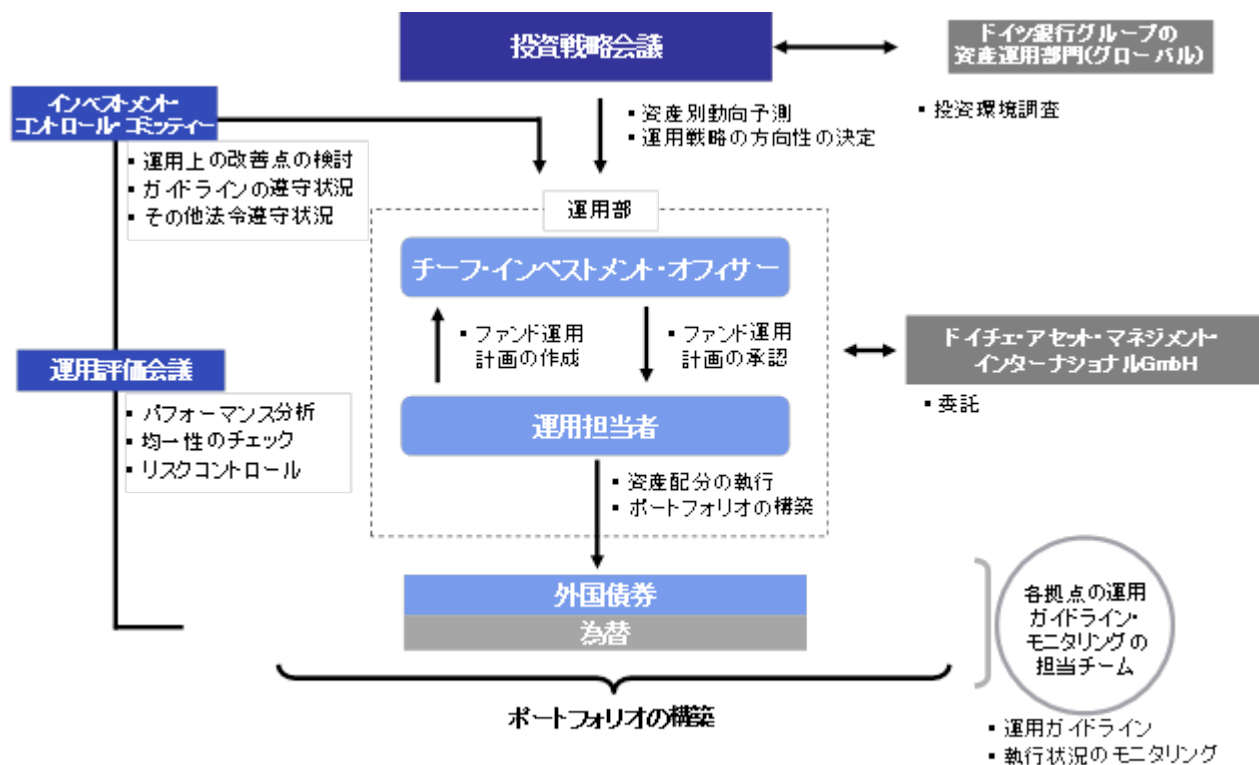 投資戦略会議
ドイツ銀行グループの
資産運用部門(グローバル)
▪ 投資環境調査
インベストメント・
コントロール・コミッティー
▪ 運用上の改善点の検討
▪ ガイドラインの遵守状況
▪ その他法令遵守状況
▪ 資産別動向予測
▪ 運用戦略の方向性の決定
運用部
チーフ・インベストメント・オフィサー
▪ ファンド運用
計画の作成
▪ ファンド運用
計画の承認
ドイチェ・アセット・マネジメント・
インターナショナルGmbH
▪ 委託
運用評価会議
▪ パフォーマンス分析
▪ 均一性のチェック
▪ リスクコントロール
運用担当者
▪ 資産配分の執行
▪ ポートフォリオの構築
外国債券
為替
各拠点の運用
ガイドライン・
モニタリングの
担当チーム
ポートフォリオの構築
▪ 運用ガイドライン
▪ 執行状況のモニタリング